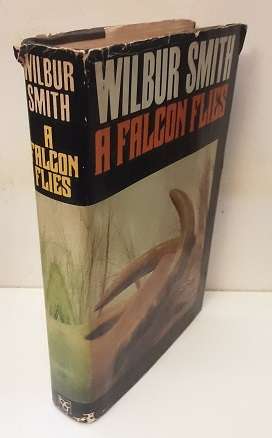 WILBUR
SMITH
A
FALCON
FLIES
WILBUR SMITH
A FALCON FLIES